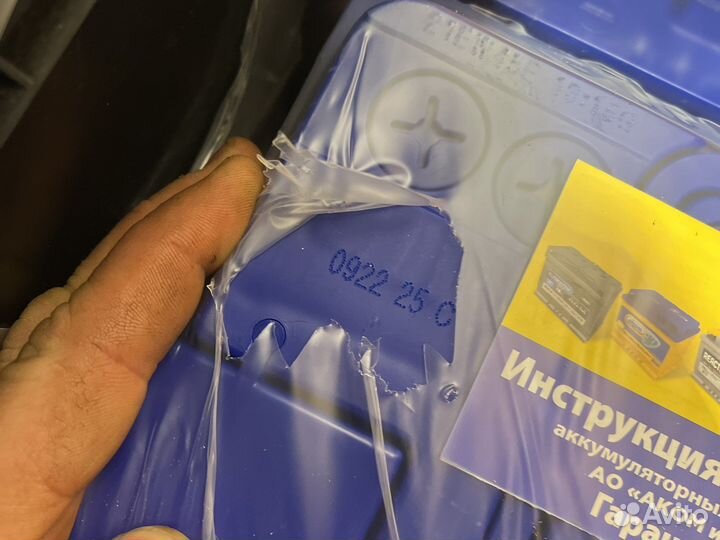 0922 25 C
Инструкция
аккумуляторны
АО «АКОМ и
Гаран
Avito